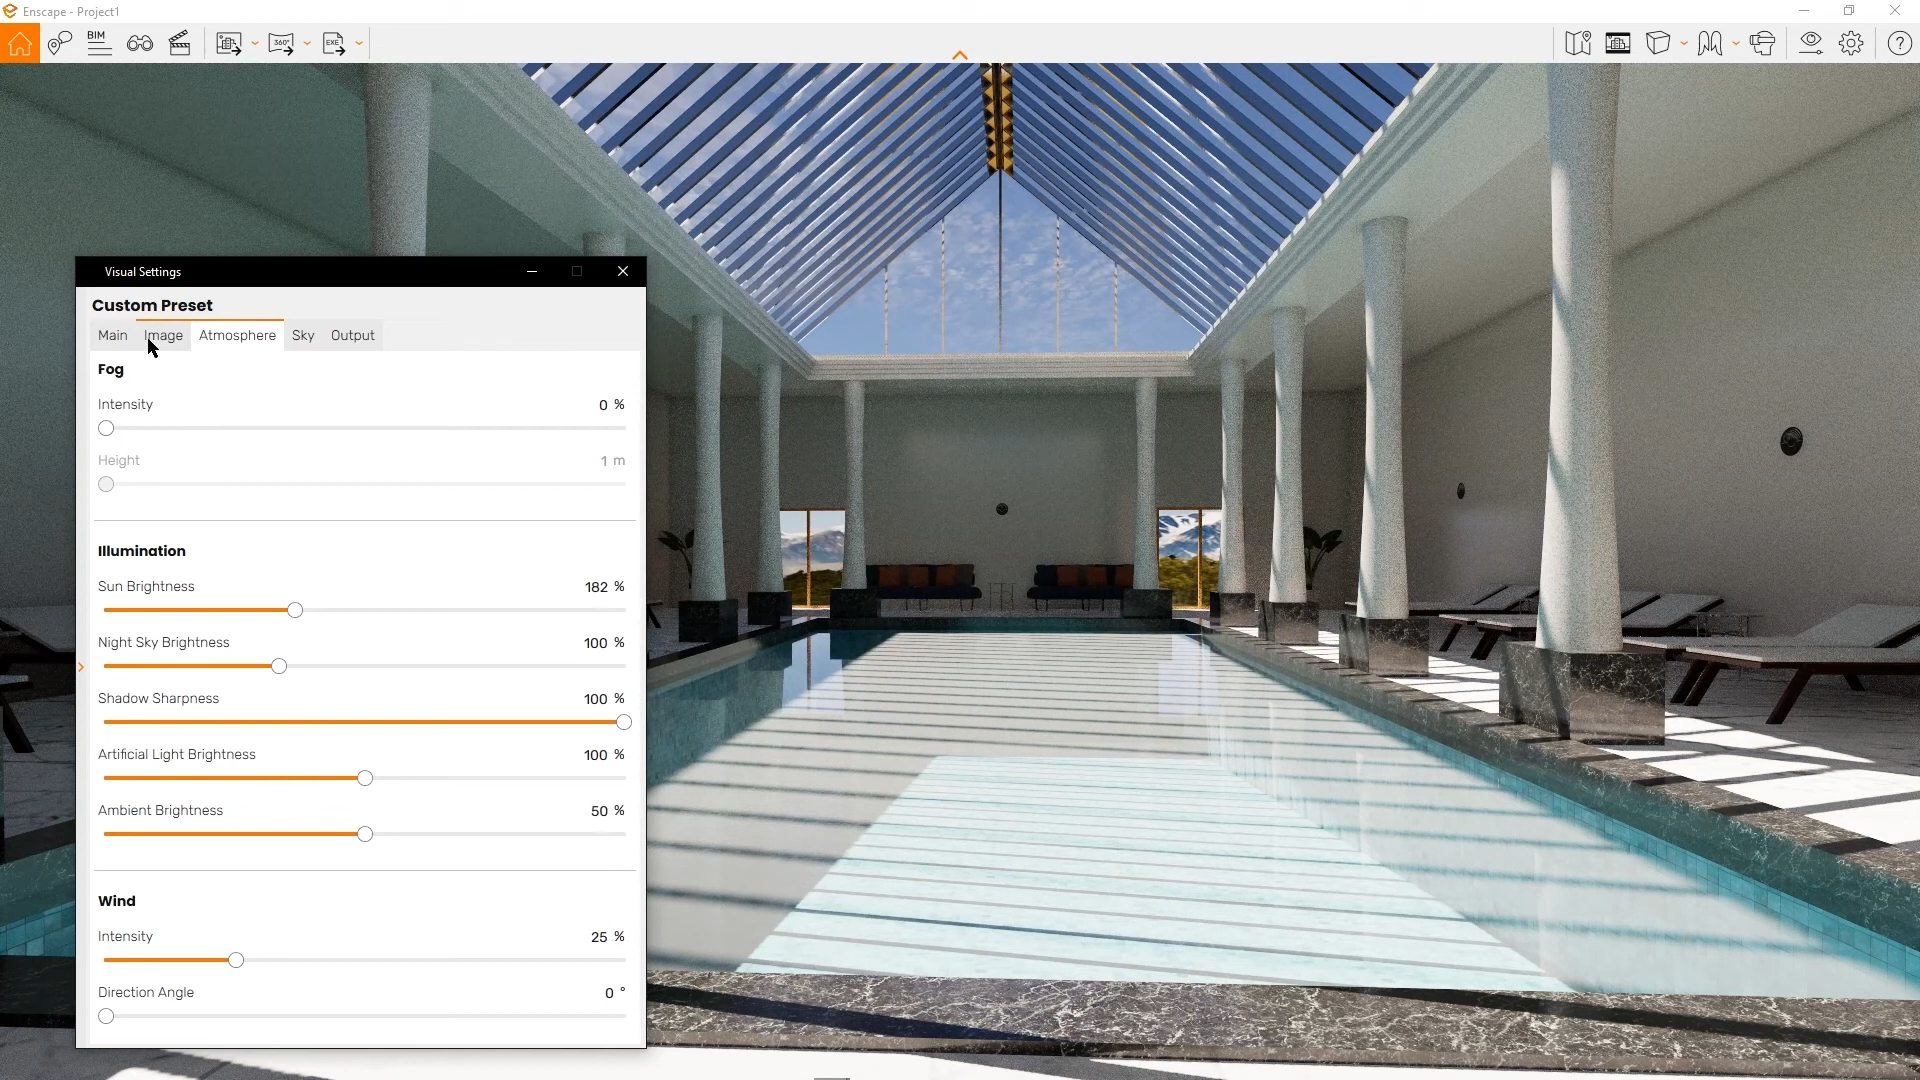 Enscape - Project1
BIM
360°
EXE
?
Visual Settings
Custom Preset
Main Image Atmosphere Sky Output
Fog
Intensity 0 %
Height 1 m
Illumination
Sun Brightness 182 %
Night Sky Brightness 100 %
Shadow Sharpness 100 %
Artificial Light Brightness 100 %
Ambient Brightness 50 %
Wind
Intensity 25 %
Direction Angle 0 °